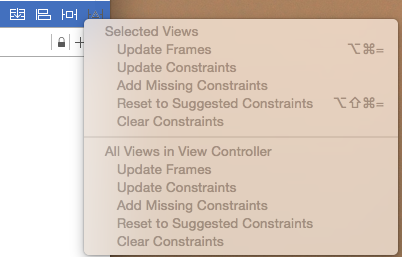 Selected Views
Update Frames ⌥⌘=
Update Constraints
Add Missing Constraints
Reset to Suggested Constraints ⌥⇧⌘=
Clear Constraints
All Views in View Controller
Update Frames
Update Constraints
Add Missing Constraints
Reset to Suggested Constraints
Clear Constraints